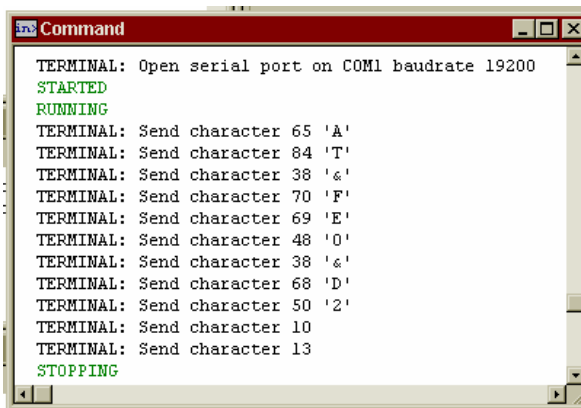 Command
TERMINAL: Open serial port on COM1 baudrate 19200
STARTED
RUNNING
TERMINAL: Send character 65 'A'
TERMINAL: Send character 84 'T'
TERMINAL: Send character 38 '&'
TERMINAL: Send character 70 'F'
TERMINAL: Send character 69 'E'
TERMINAL: Send character 48 '0'
TERMINAL: Send character 38 '&'
TERMINAL: Send character 68 'D'
TERMINAL: Send character 50 '2'
TERMINAL: Send character 10
TERMINAL: Send character 13
STOPPING